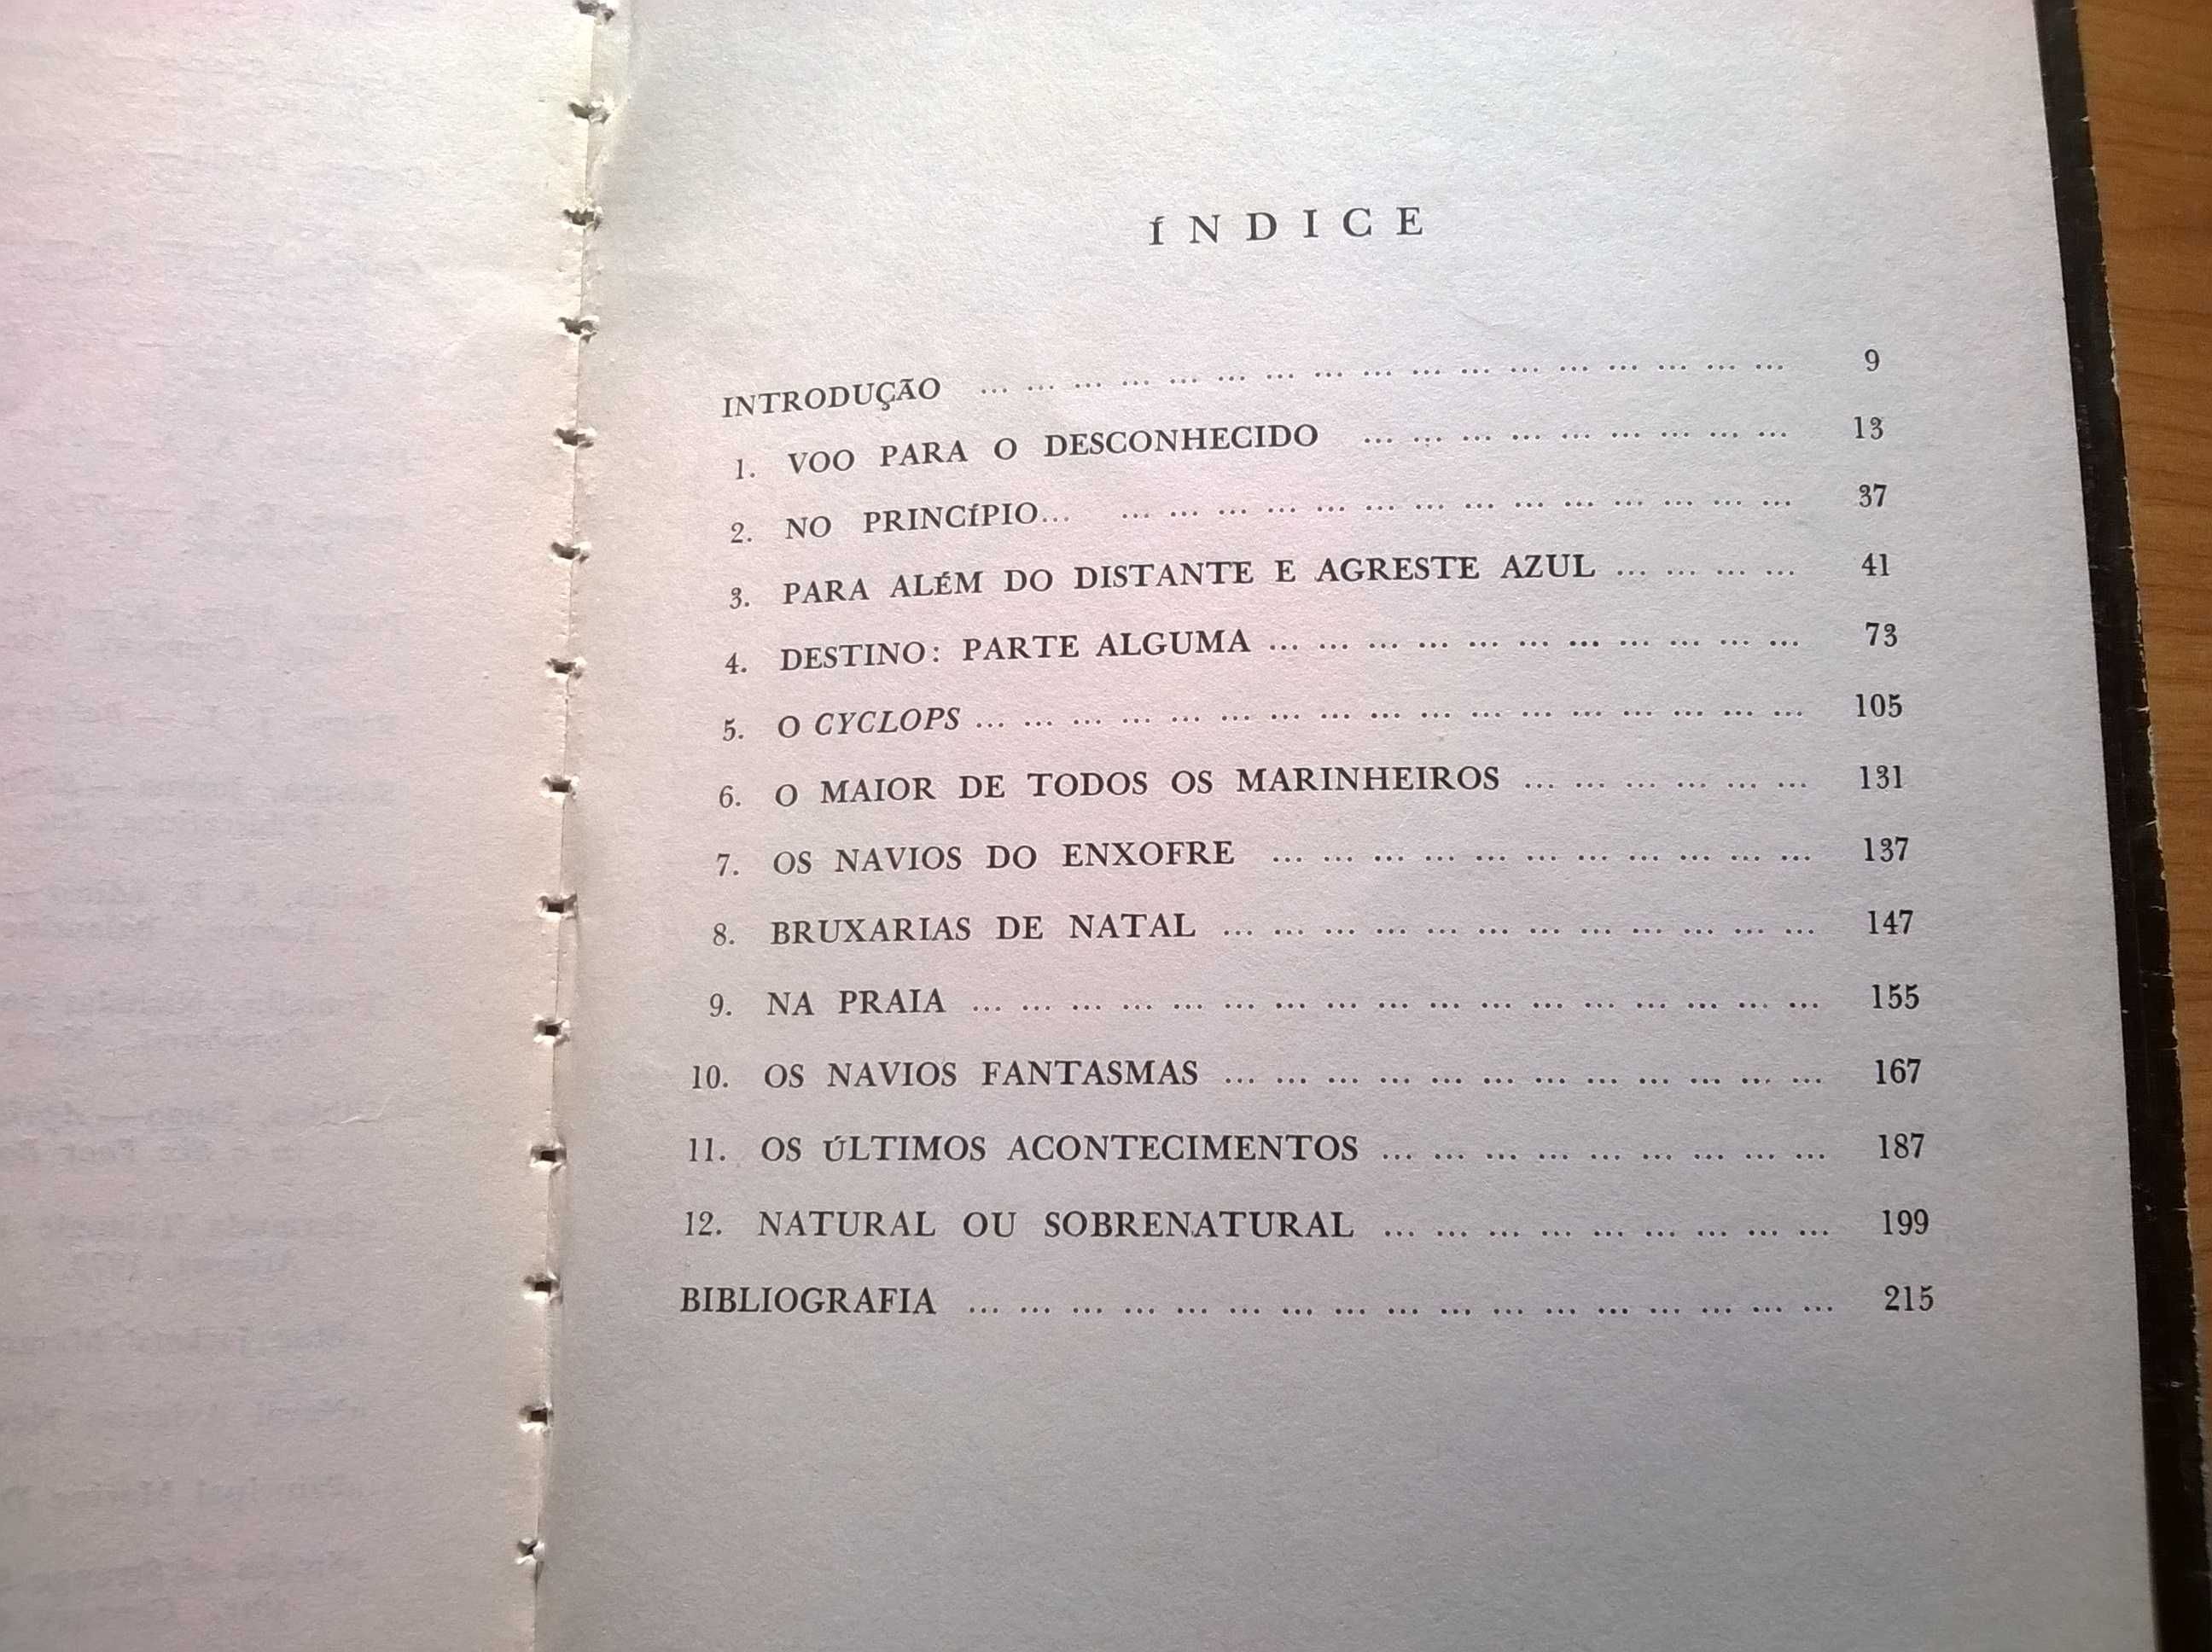 ÍNDICE
INTRODUÇÃO ... ... ... ... ... ... ... ... ... ... ... ... ... ... ... ... ... 9
1. VOO PARA O DESCONHECIDO ... ... ... ... ... ... ... ... ... 13
2. NO PRINCÍPIO... ... ... ... ... ... ... ... ... ... ... ... ... ... ... 37
3. PARA ALÉM DO DISTANTE E AGRESTE AZUL ... ... ... ... 41
4. DESTINO: PARTE ALGUMA ... ... ... ... ... ... ... ... ... ... ... 73
5. O CYCLOPS ... ... ... ... ... ... ... ... ... ... ... ... ... ... ... ... ... 105
6. O MAIOR DE TODOS OS MARINHEIROS ... ... ... ... ... ... 131
7. OS NAVIOS DO ENXOFRE ... ... ... ... ... ... ... ... ... ... ... 137
8. BRUXARIAS DE NATAL ... ... ... ... ... ... ... ... ... ... ... ... 147
9. NA PRAIA ... ... ... ... ... ... ... ... ... ... ... ... ... ... ... ... ... 155
10. OS NAVIOS FANTASMAS ... ... ... ... ... ... ... ... ... ... ... ... 167
11. OS ÚLTIMOS ACONTECIMENTOS ... ... ... ... ... ... ... ... ... 187
12. NATURAL OU SOBRENATURAL ... ... ... ... ... ... ... ... ... 199
BIBLIOGRAFIA ... ... ... ... ... ... ... ... ... ... ... ... ... ... ... ... ... 215